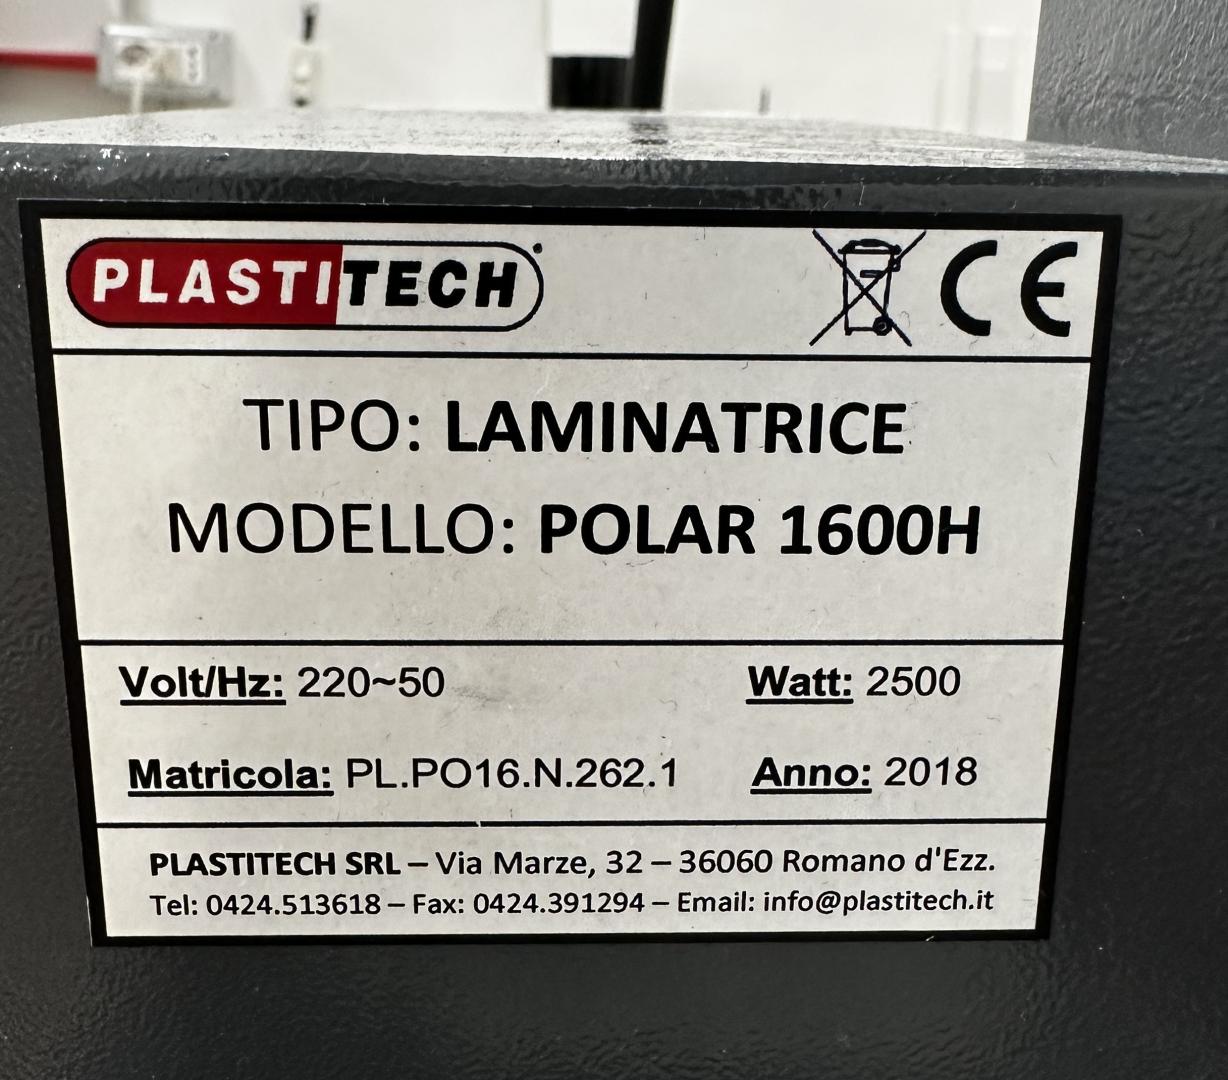 PLASTITECH
CE
TIPO: LAMINATRICE
MODELLO: POLAR 1600H
Volt/Hz: 220~50 Watt: 2500
Matricola: PL.PO16.N.262.1 Anno: 2018
PLASTITECH SRL – Via Marze, 32 – 36060 Romano d'Ezz.
Tel: 0424.513618 – Fax: 0424.391294 – Email: info@plastitech.it